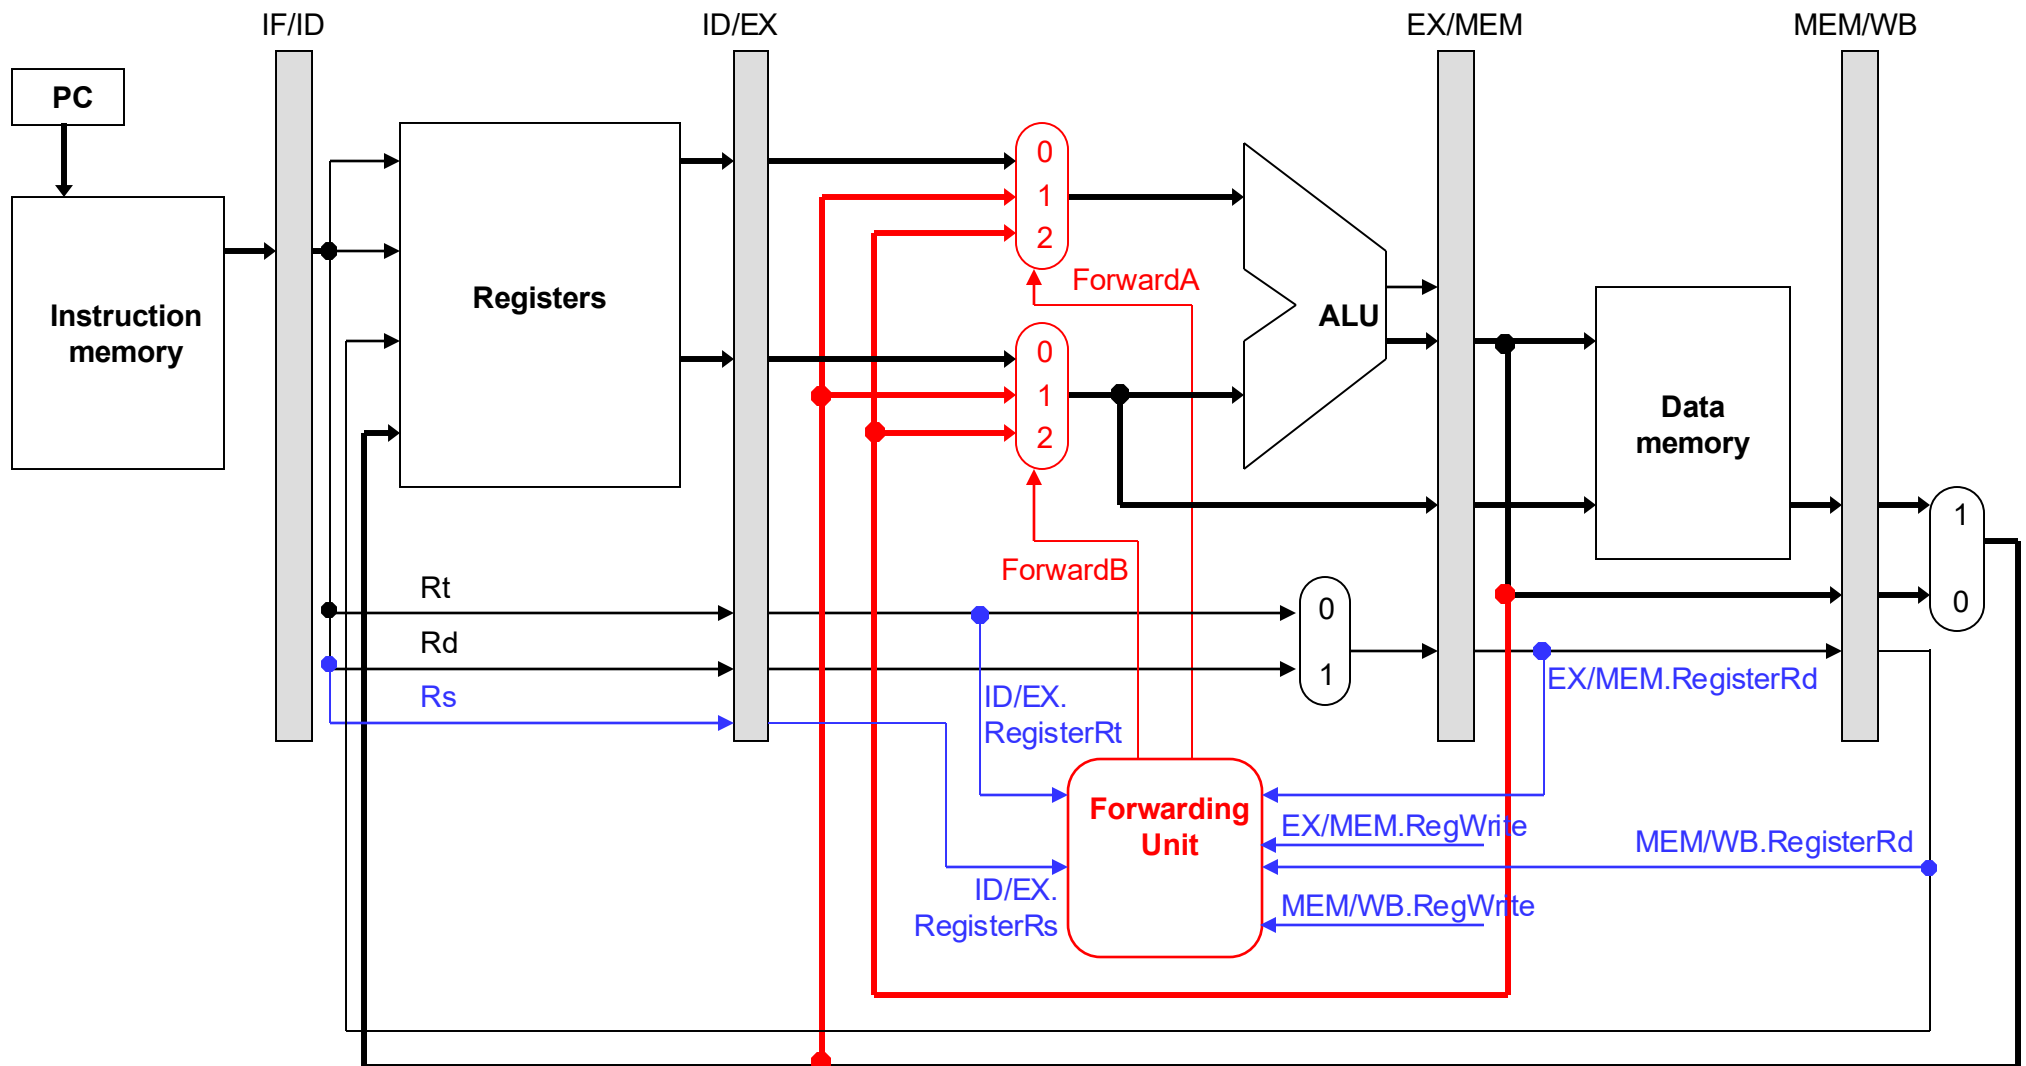 IF/ID
ID/EX
EX/MEM
MEM/WB
PC
Instruction
memory
Registers
0
1
2
ForwardA
0
1
2
ForwardB
ALU
Data
memory
1
0
Rt
Rd
Rs
0
1
ID/EX.
RegisterRt
EX/MEM.RegisterRd
Forwarding
Unit
EX/MEM.RegWrite
MEM/WB.RegisterRd
ID/EX.
RegisterRs
MEM/WB.RegWrite